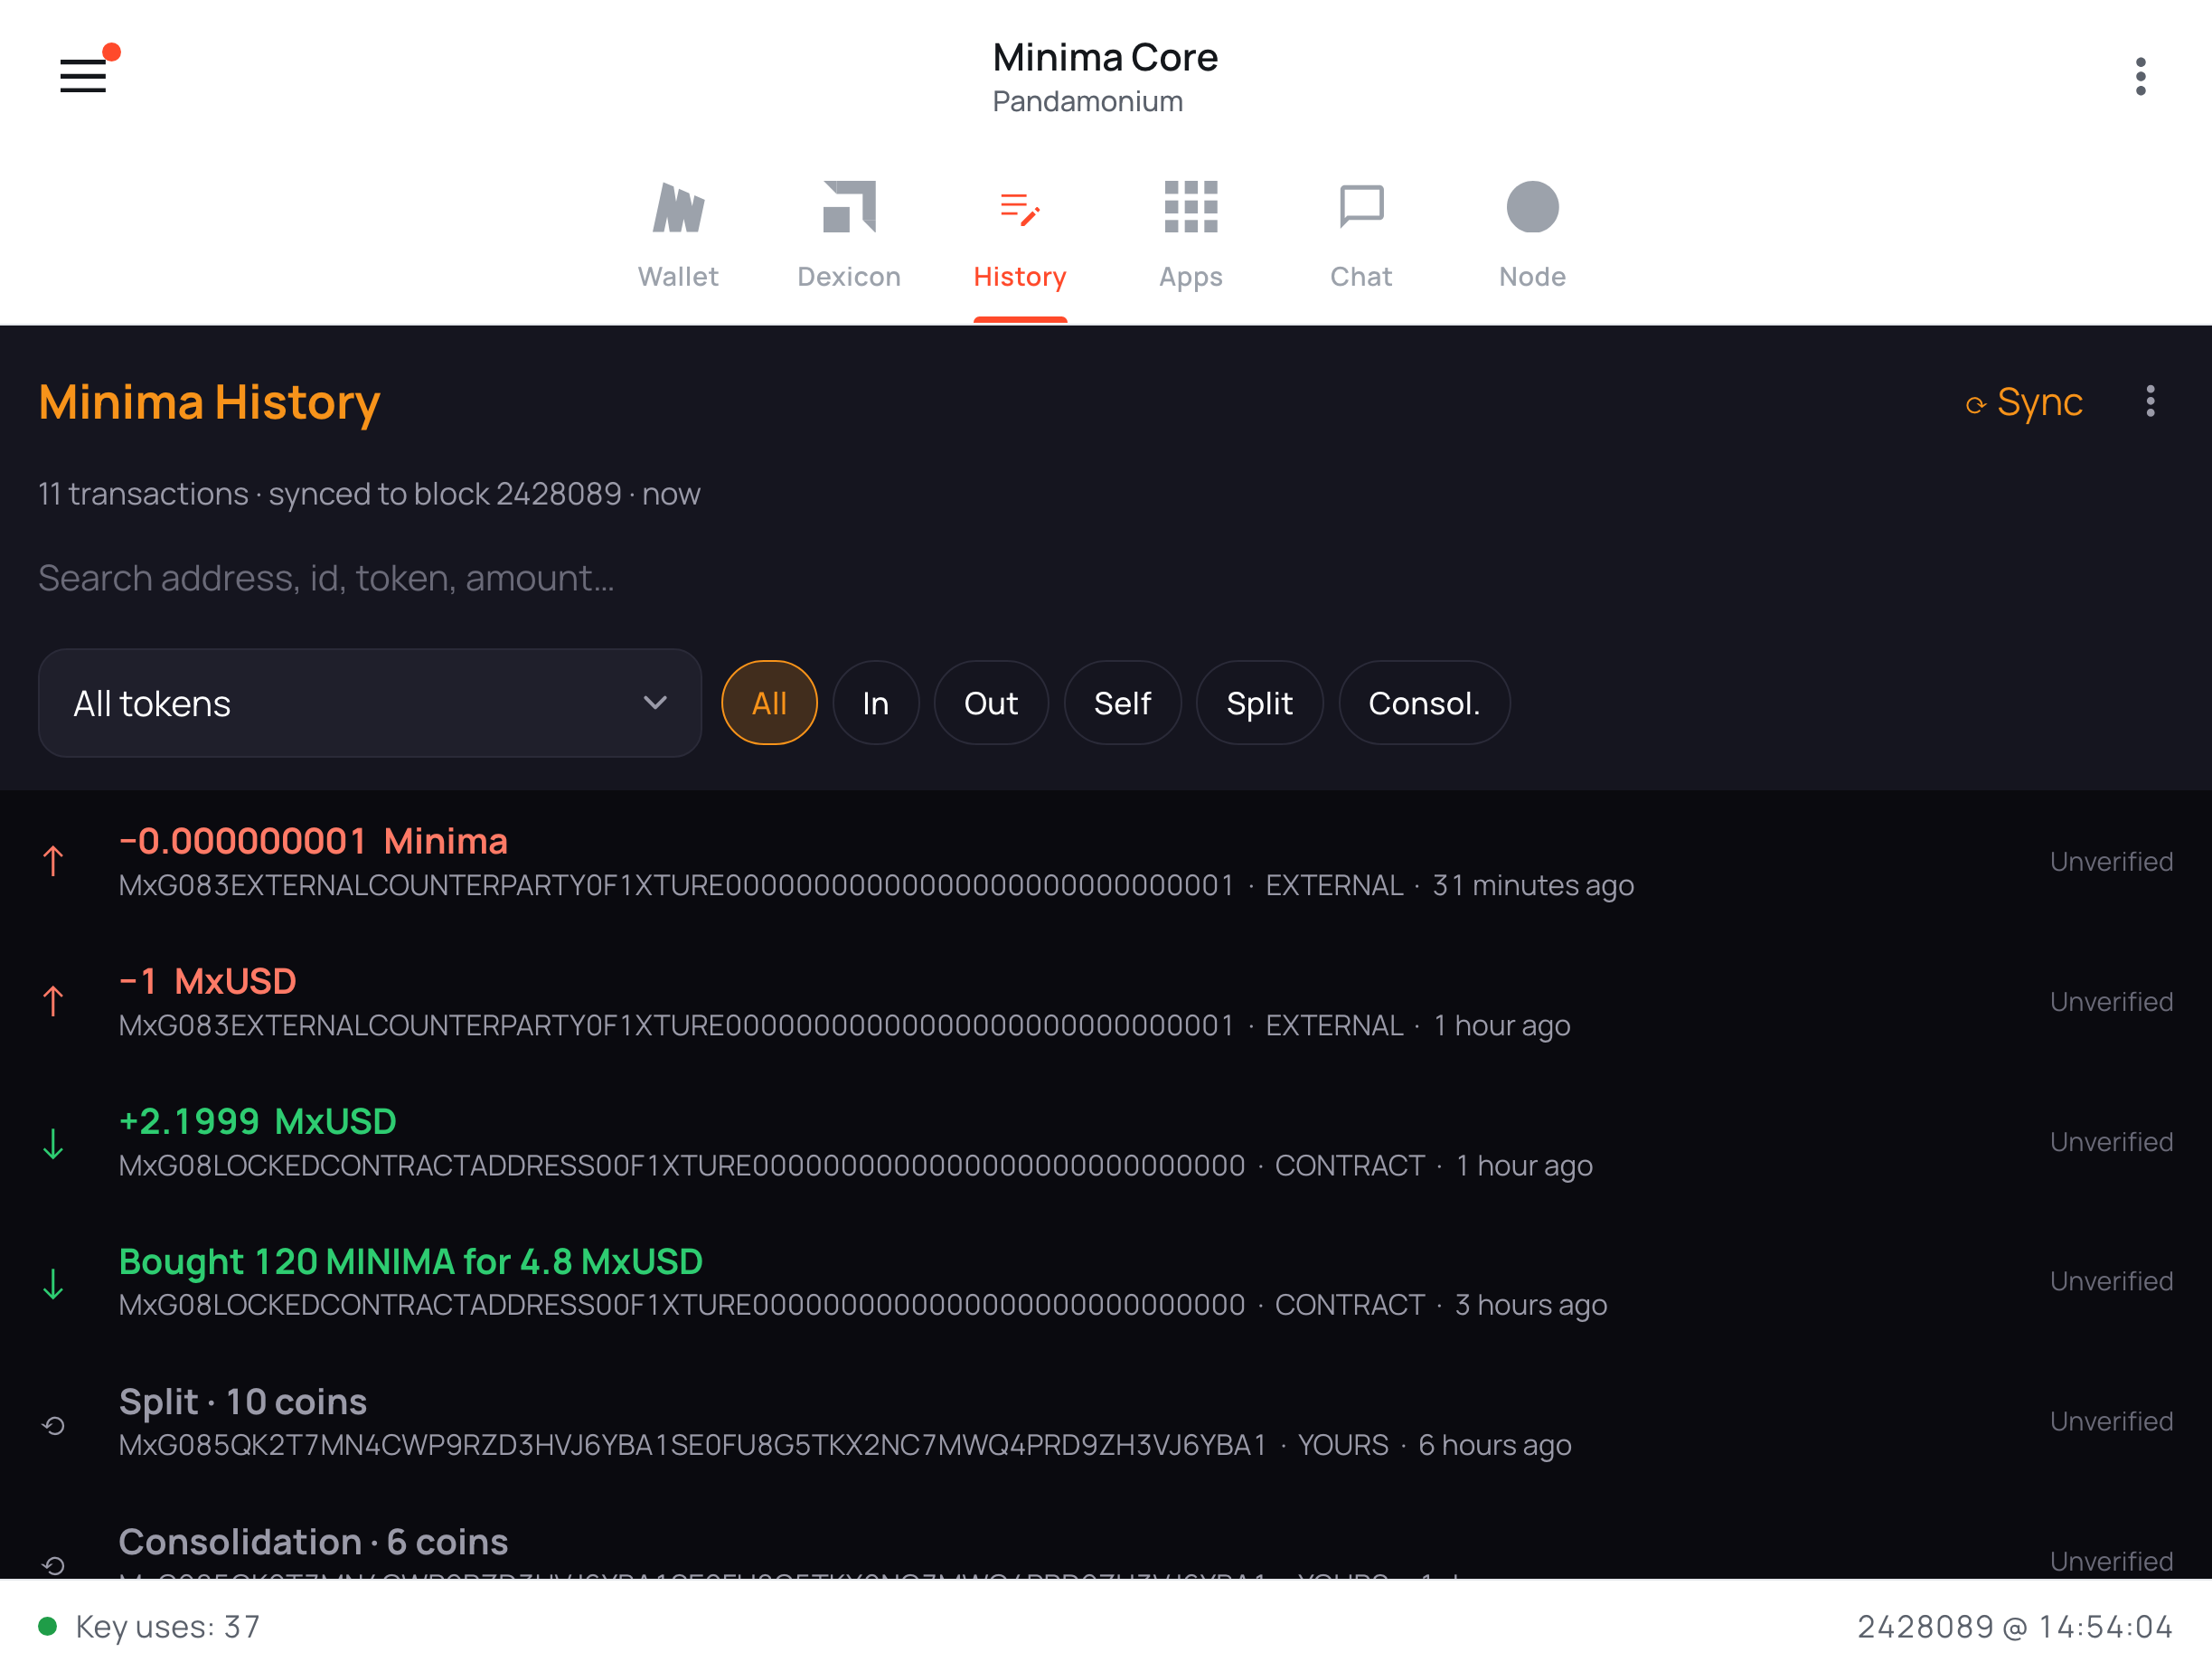 Minima Core
Pandamonium
Wallet
Dexicon
History
Apps
Chat
Node
Minima History
Sync
11 transactions · synced to block 2428089 · now
Search address, id, token, amount...
All tokens
All
In
Out
Self
Split
Consol.
−0.000000001 Minima
MxG083EXTERNALCOUNTERPARTY0F1XTURE00000000000000000000000000001 · EXTERNAL · 31 minutes ago
Unverified
−1 MxUSD
MxG083EXTERNALCOUNTERPARTY0F1XTURE00000000000000000000000000001 · EXTERNAL · 1 hour ago
Unverified
+2.1999 MxUSD
MxG08LOCKEDCONTRACTADDRESS00F1XTURE0000000000000000000000000000 · CONTRACT · 1 hour ago
Unverified
Bought 120 MINIMA for 4.8 MxUSD
MxG08LOCKEDCONTRACTADDRESS00F1XTURE0000000000000000000000000000 · CONTRACT · 3 hours ago
Unverified
Split · 10 coins
MxG085QK2T7MN4CWP9RZD3HVJ6YBA1SE0FU8G5TKX2NC7MWQ4PRD9ZH3VJ6YBA1 · YOURS · 6 hours ago
Unverified
Consolidation · 6 coins
Unverified
Key uses: 37
2428089 @ 14:54:04